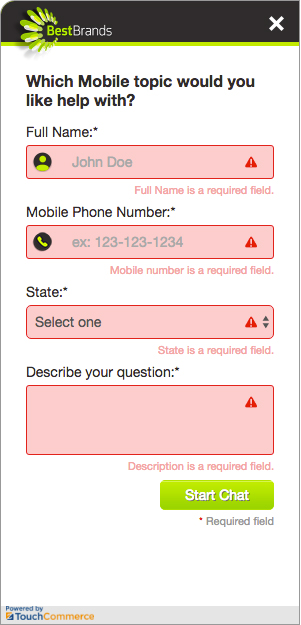 BestBrands
Which Mobile topic would you
like help with?
Full Name:*
John Doe
Full Name is a required field.
Mobile Phone Number:*
ex: 123-123-1234
Mobile number is a required field.
State:*
Select one
State is a required field.
Describe your question:*
Description is a required field.
Start Chat
* Required field
Powered by
TouchCommerce